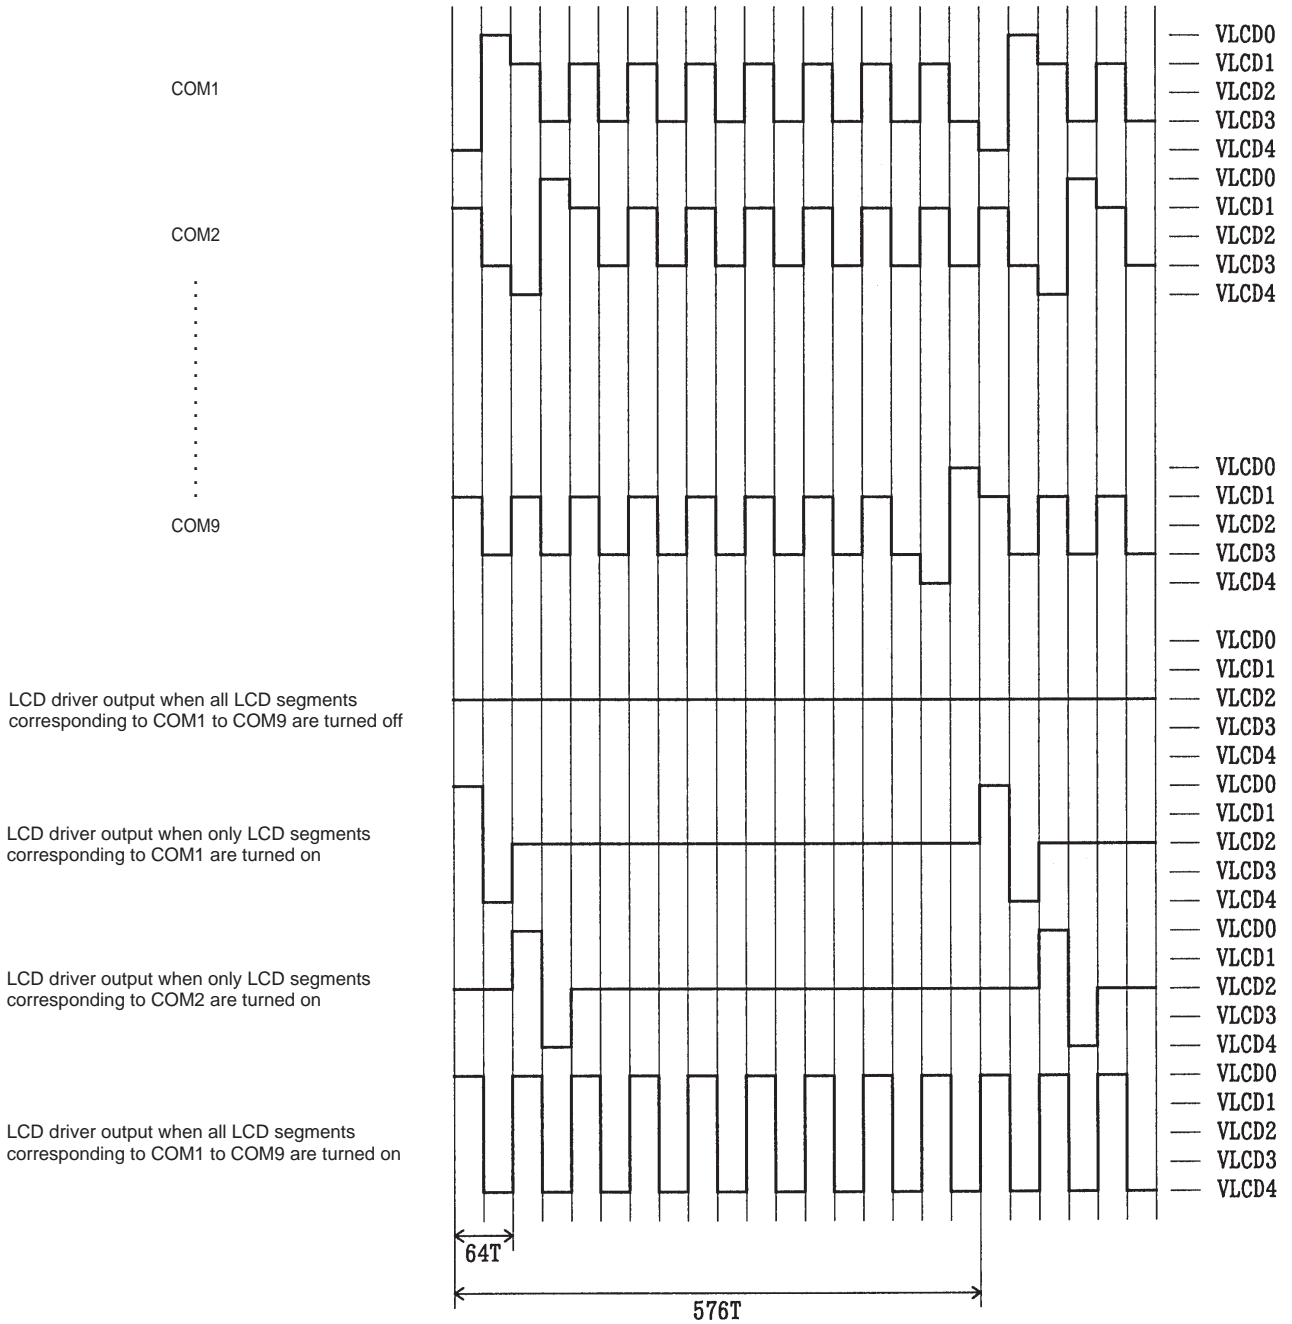 VLCD0
VLCD1
COM1
VLCD2
VLCD3
VLCD4
VLCD0
VLCD1
COM2
VLCD2
VLCD3
VLCD4
VLCD0
VLCD1
COM9
VLCD2
VLCD3
VLCD4
VLCD0
VLCD1
LCD driver output when all LCD segments
corresponding to COM1 to COM9 are turned off
VLCD2
VLCD3
VLCD4
VLCD0
VLCD1
LCD driver output when only LCD segments
corresponding to COM1 are turned on
VLCD2
VLCD3
VLCD4
VLCD0
VLCD1
LCD driver output when only LCD segments
corresponding to COM2 are turned on
VLCD2
VLCD3
VLCD4
VLCD0
VLCD1
LCD driver output when all LCD segments
corresponding to COM1 to COM9 are turned on
VLCD2
VLCD3
VLCD4
64T
576T